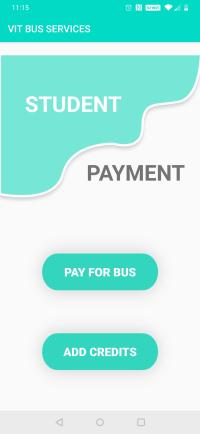 11:15
VIT BUS SERVICES
STUDENT
PAYMENT
PAY FOR BUS
ADD CREDITS